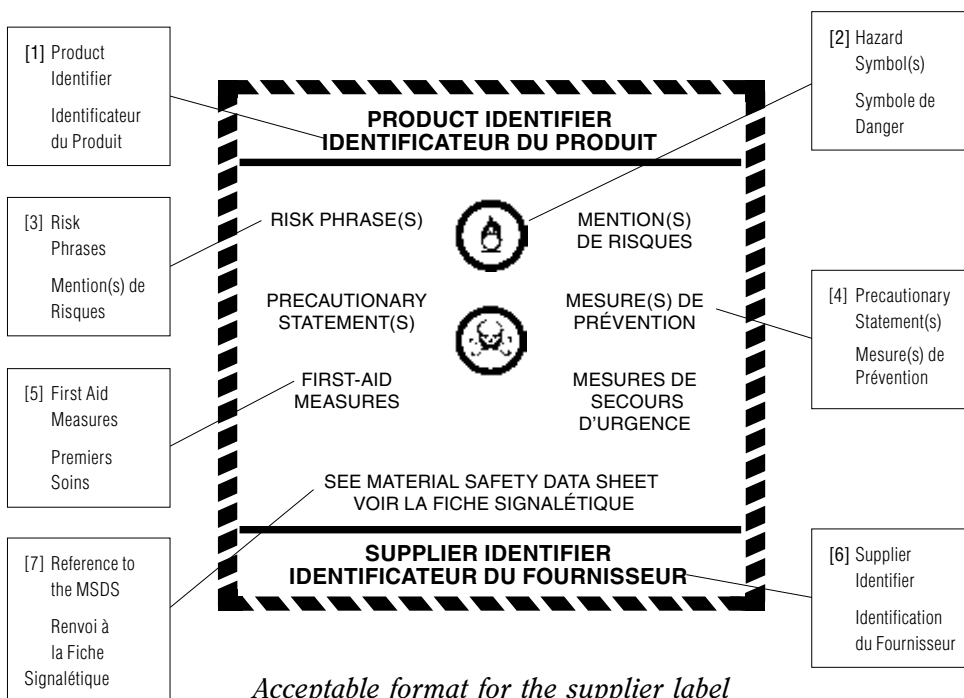 [1] Product
Identifier
Identificateur
du Produit
[2] Hazard
Symbol(s)
Symbole de
Danger
PRODUCT IDENTIFIER
IDENTIFICATEUR DU PRODUIT
[3] Risk
Phrases
Mention(s) de
Risques
RISK PHRASE(S)
MENTION(S)
DE RISQUES
PRECAUTIONARY
STATEMENT(S)
MESURE(S) DE
PRÉVENTION
[4] Precautionary
Statement(s)
Mesure(s) de
Prévention
[5] First Aid
Measures
Premiers
Soins
FIRST-AID
MEASURES
MESURES DE
SECOURS
D'URGENCE
SEE MATERIAL SAFETY DATA SHEET
VOIR LA FICHE SIGNALÉTIQUE
[7] Reference to
the MSDS
Renvoi à
la Fiche
Signalétique
SUPPLIER IDENTIFIER
IDENTIFICATEUR DU FOURNISSEUR
[6] Supplier
Identifier
Identification
du Fournisseur
Acceptable format for the supplier label